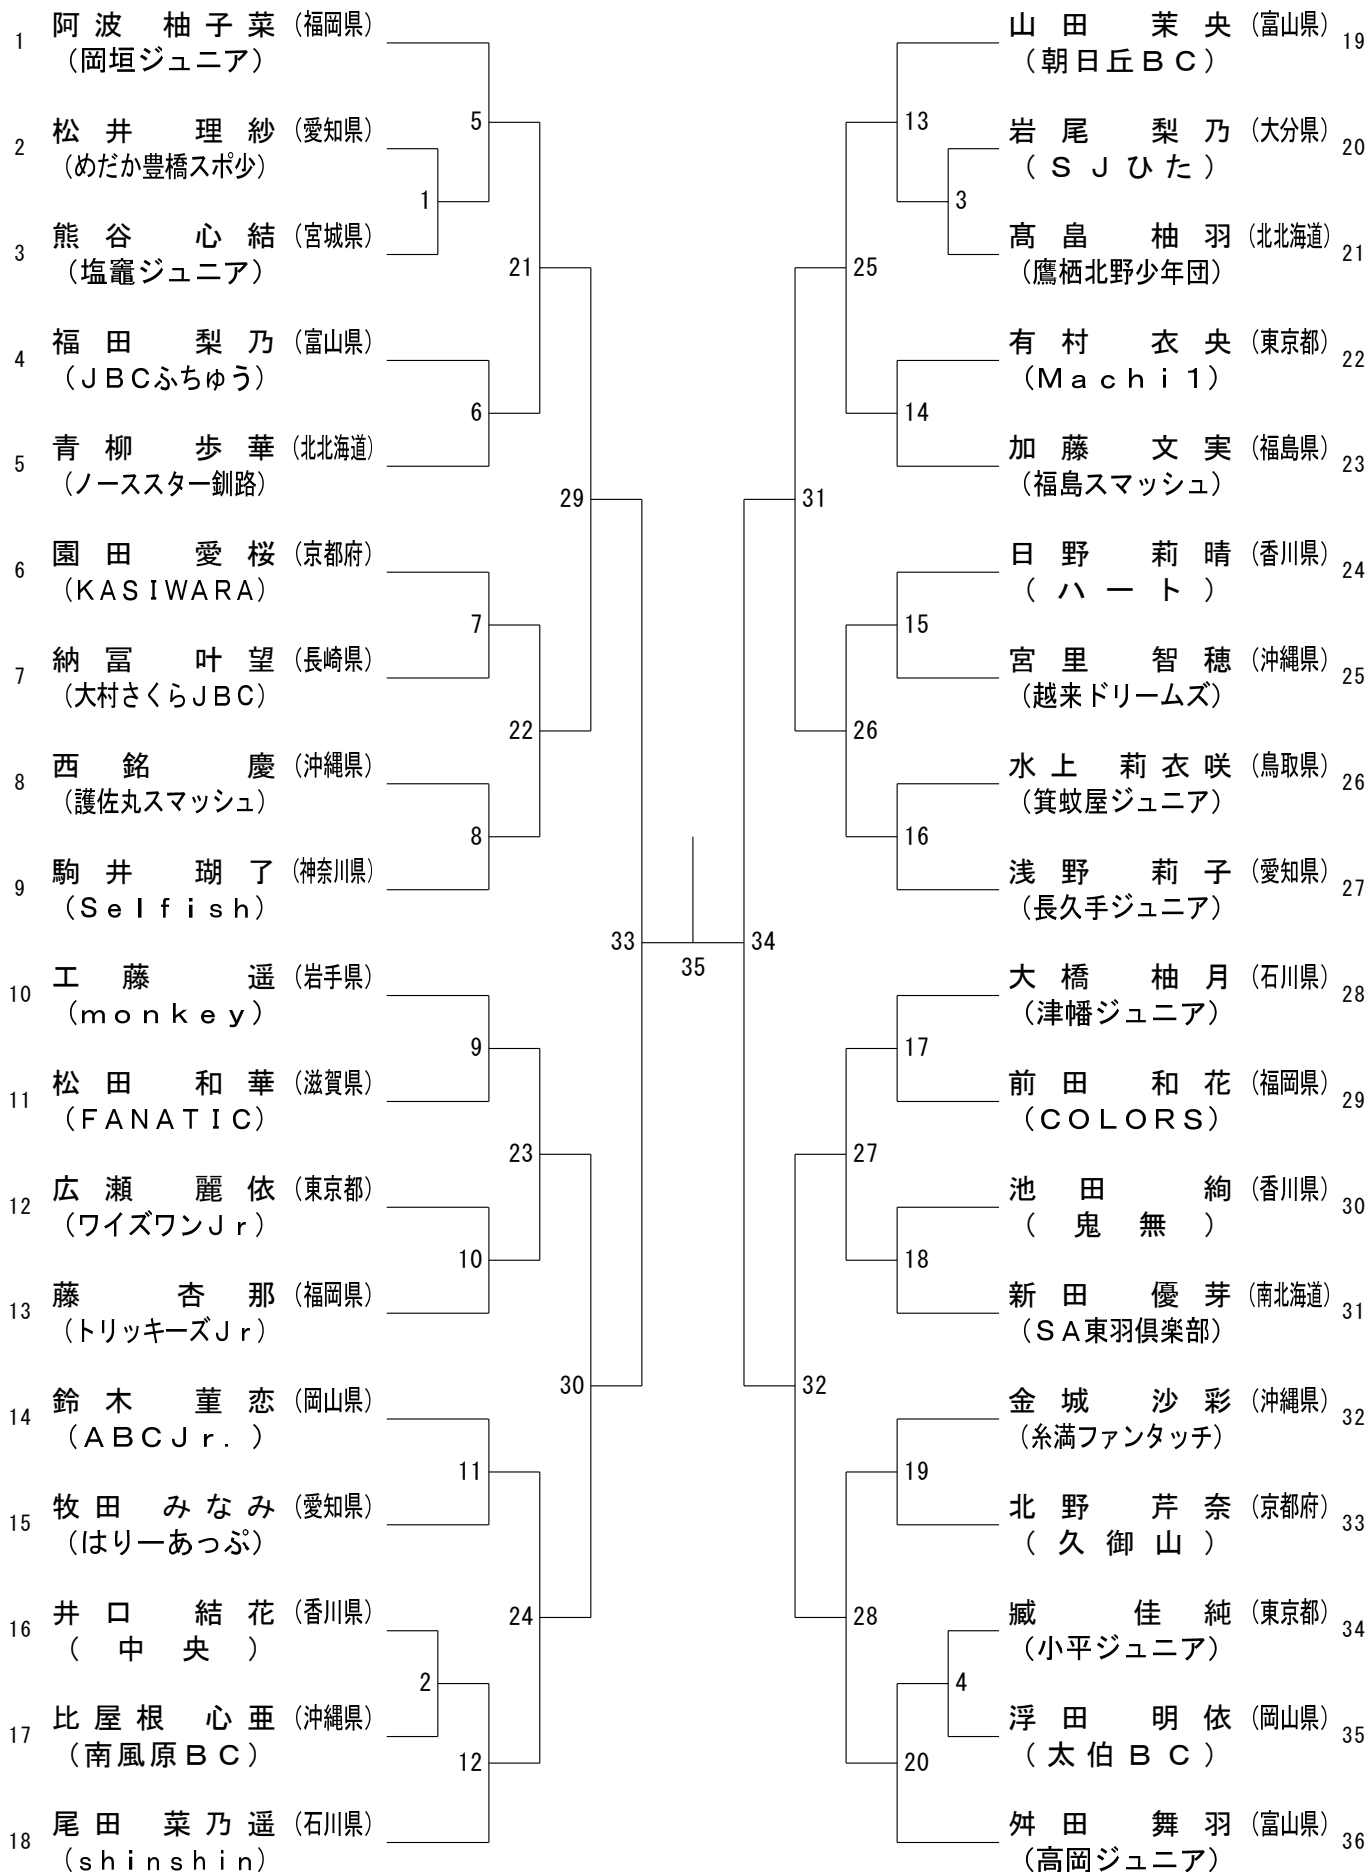 1 阿波 柚子菜 (福岡県)
(岡垣ジュニア)
2 松井 理紗 (愛知県)
(めだか豊橋スポ少)
3 熊谷 心結 (宮城県)
(塩竈ジュニア)
4 福田 梨乃 (富山県)
(JBCふちゅう)
5 青柳 歩華 (北北海道)
(ノーススター釧路)
6 園田 愛桜 (京都府)
(KASIWARA)
7 納冨 叶望 (長崎県)
(大村さくらJBC)
8 西銘 慶 (沖縄県)
(護佐丸スマッシュ)
9 駒井 瑚了 (神奈川県)
(Selfish)
10 工藤 遥 (岩手県)
(monkey)
11 松田 和華 (滋賀県)
(FANATIC)
12 広瀬 麗依 (東京都)
(ワイズワンJr)
13 藤 杏那 (福岡県)
(トリッキーズJr)
14 鈴木 菫恋 (岡山県)
(ABCJr.)
15 牧田 みなみ (愛知県)
(はりーあっぷ)
16 井口 結花 (香川県)
(中央)
17 比屋根 心亜 (沖縄県)
(南風原BC)
18 尾田 菜乃遥 (石川県)
(shinshin)
5
1
21
6
29
7
22
8
33
9
23
10
30
11
24
2
12
35
34
13
3
25
14
31
15
26
16
17
27
18
32
19
28
4
20
山田 茉央 (富山県) 19
(朝日丘BC)
岩尾 梨乃 (大分県) 20
(SJひた)
髙畠 柚羽 (北北海道) 21
(鷹栖北野少年団)
有村 衣央 (東京都) 22
(Machi1)
加藤 文実 (福島県) 23
(福島スマッシュ)
日野 莉晴 (香川県) 24
(ハート)
宮里 智穂 (沖縄県) 25
(越来ドリームズ)
水上 莉衣咲 (鳥取県) 26
(箕蚊屋ジュニア)
浅野 莉子 (愛知県) 27
(長久手ジュニア)
大橋 柚月 (石川県) 28
(津幡ジュニア)
前田 和花 (福岡県) 29
(COLORS)
池田 絢 (香川県) 30
(鬼無)
新田 優芽 (南北海道) 31
(SA東羽倶楽部)
金城 沙彩 (沖縄県) 32
(糸満ファンタッチ)
北野 芹奈 (京都府) 33
(久御山)
臧 佳純 (東京都) 34
(小平ジュニア)
浮田 明依 (岡山県) 35
(太伯BC)
舛田 舞羽 (富山県) 36
(高岡ジュニア)